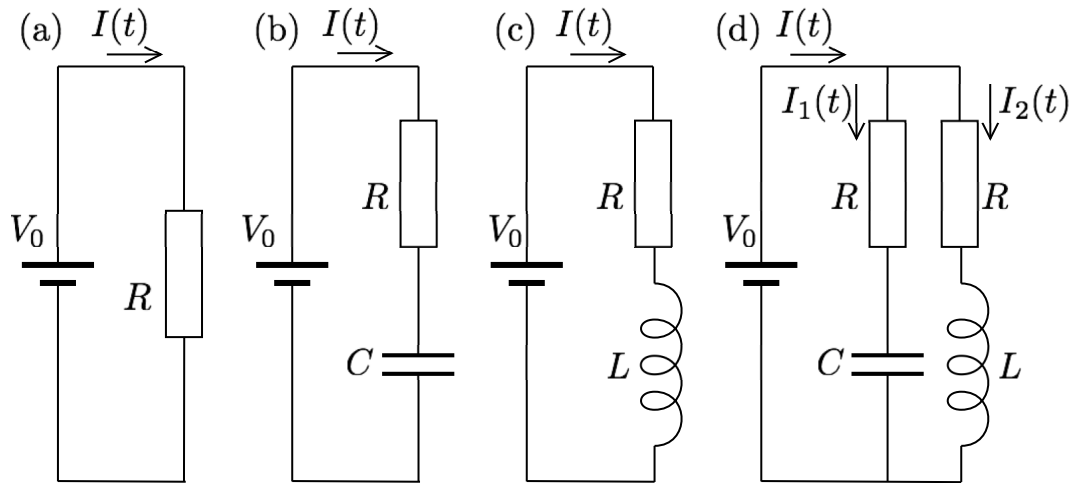 (a) I(t)
V₀
R
(b) I(t)
R
V₀
C
(c) I(t)
R
V₀
L
(d) I(t)
I₁(t) I₂(t)
R R
V₀
C L